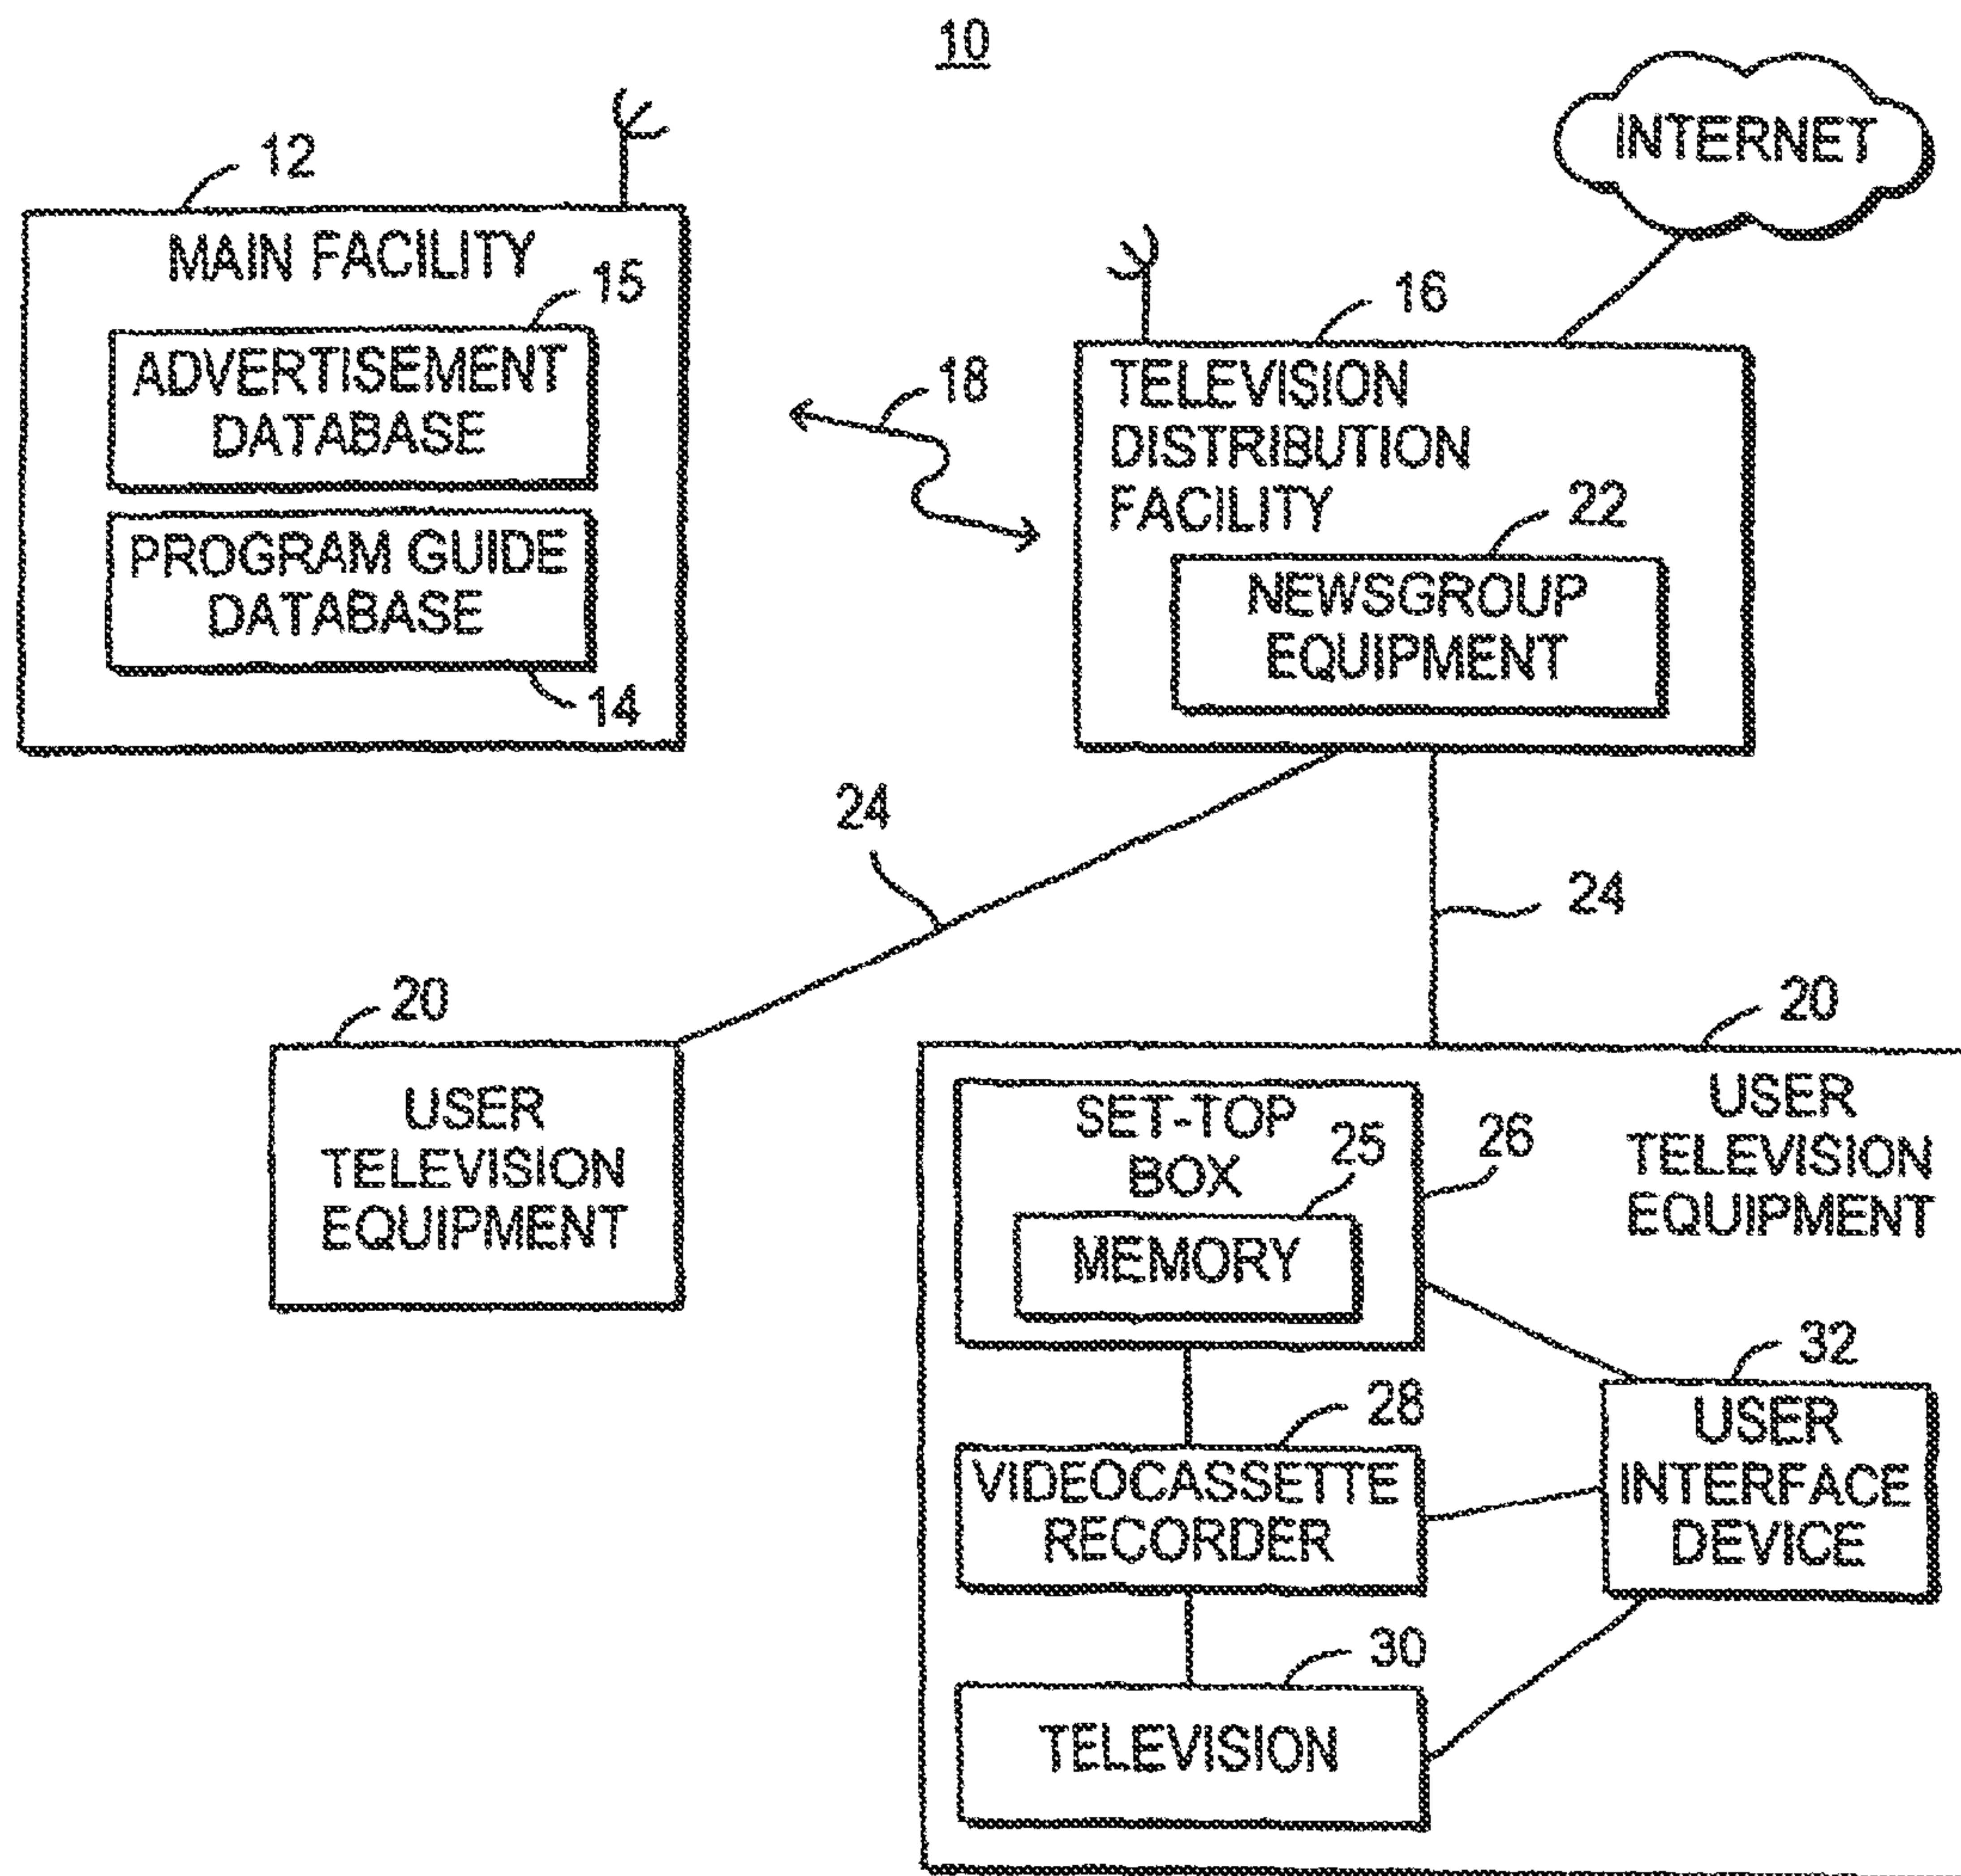 10
INTERNET
12
MAIN FACILITY
15
ADVERTISEMENT
DATABASE
PROGRAM GUIDE
DATABASE
14
18
16
TELEVISION
DISTRIBUTION
FACILITY
22
NEWSGROUP
EQUIPMENT
24
24
20
USER
TELEVISION
EQUIPMENT
20
USER
TELEVISION
EQUIPMENT
SET-TOP
BOX
25
26
MEMORY
32
USER
INTERFACE
DEVICE
28
VIDEOCASSETTE
RECORDER
30
TELEVISION